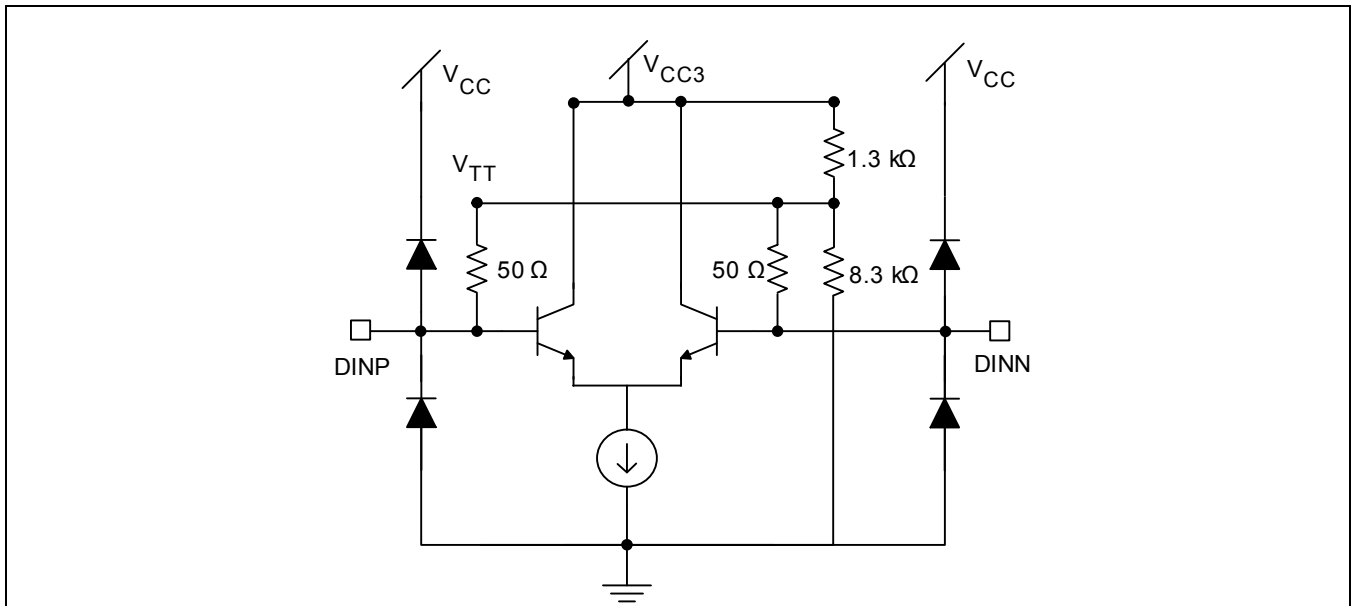 VCC
VCC3
VCC
1.3 kΩ
VTT
50 Ω
50 Ω
8.3 kΩ
DINP
DINN